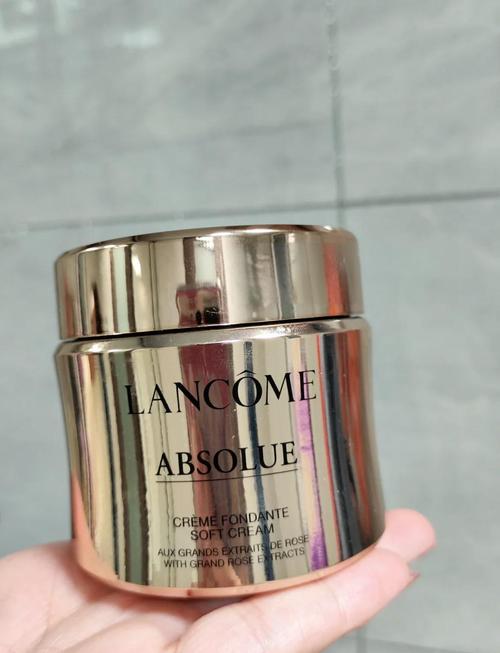 LANCÔME
ABSOLUE
CRÈME FONDANTE
SOFT CREAM
AUX GRANDS EXTRAITS DE ROSE
WITH GRAND ROSE EXTRACTS